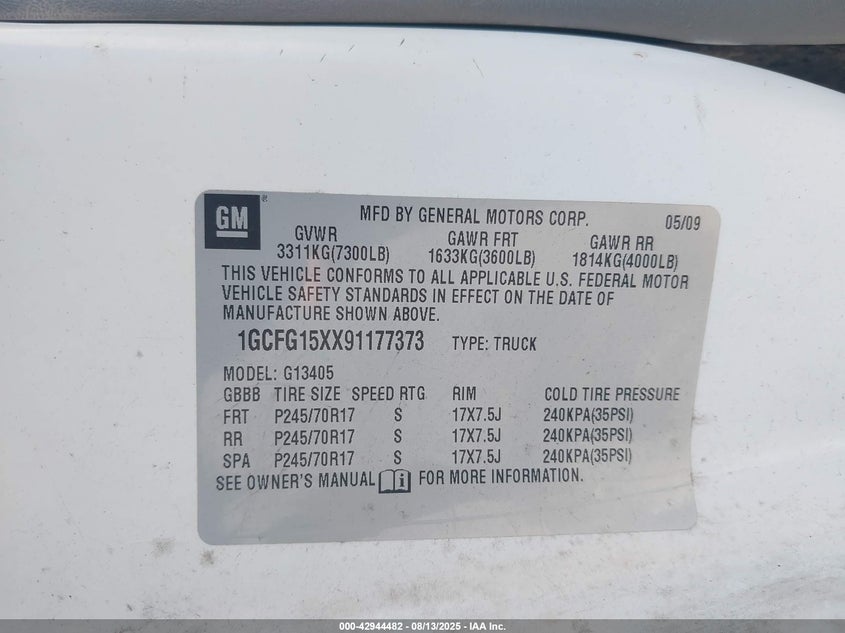 GM ®
MFD BY GENERAL MOTORS CORP. 05/09
GVWR GAWR FRT GAWR RR
3311KG(7300LB) 1633KG(3600LB) 1814KG(4000LB)
THIS VEHICLE CONFORMS TO ALL APPLICABLE U.S. FEDERAL MOTOR
VEHICLE SAFETY STANDARDS IN EFFECT ON THE DATE OF
MANUFACTURE SHOWN ABOVE.
1GCFG15XX91177373 TYPE: TRUCK
MODEL: G13405
GBBB TIRE SIZE SPEED RTG RIM COLD TIRE PRESSURE
FRT P245/70R17 S 17X7.5J 240KPA(35PSI)
RR P245/70R17 S 17X7.5J 240KPA(35PSI)
SPA P245/70R17 S 17X7.5J 240KPA(35PSI)
SEE OWNER'S MANUAL i FOR MORE INFORMATION.
000-42944482 - 08/13/2025 - IAA Inc.